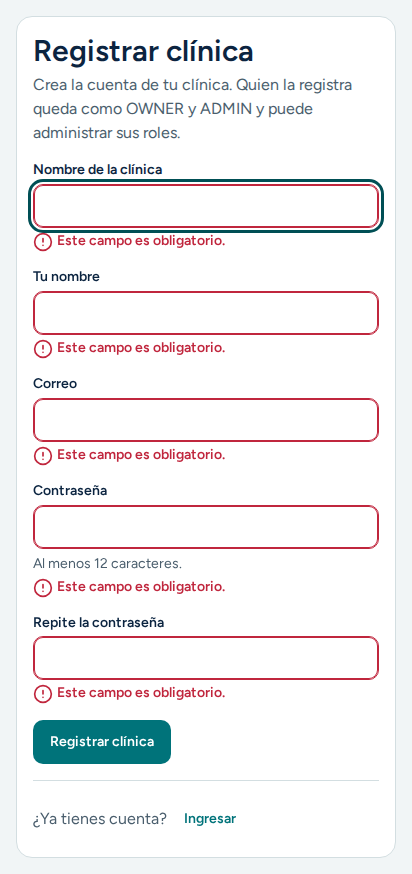 Registrar clínica
Crea la cuenta de tu clínica. Quien la registra
queda como OWNER y ADMIN y puede
administrar sus roles.
Nombre de la clínica
Este campo es obligatorio.
Tu nombre
Este campo es obligatorio.
Correo
Este campo es obligatorio.
Contraseña
Al menos 12 caracteres.
Este campo es obligatorio.
Repite la contraseña
Este campo es obligatorio.
Registrar clínica
¿Ya tienes cuenta? Ingresar